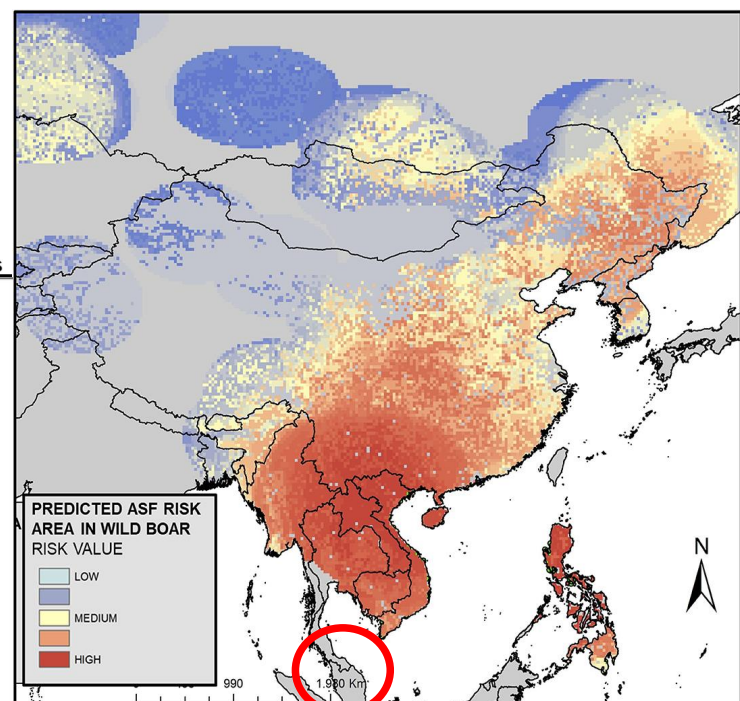 s
N
PREDICTED ASF RISK
AREA IN WILD BOAR
RISK VALUE
LOW
MEDIUM
HIGH
990
1.980 Km